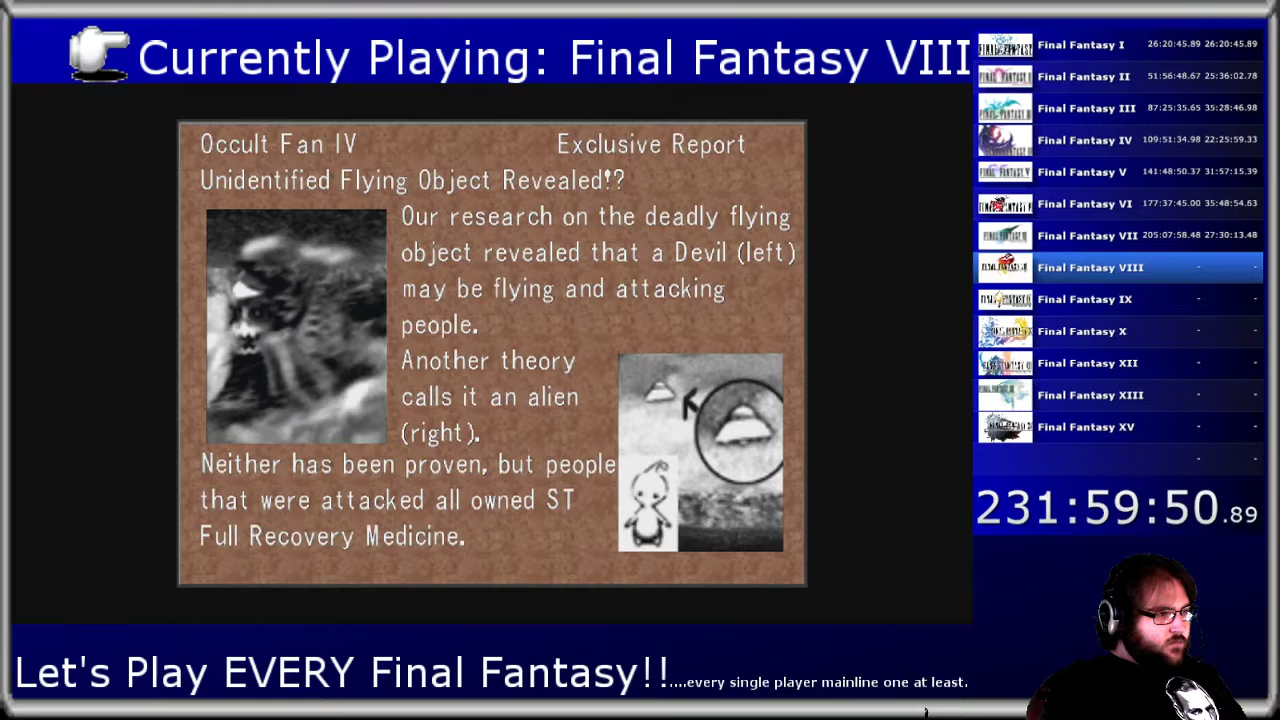 Currently Playing: Final Fantasy VIII
Occult Fan IV Exclusive Report
Unidentified Flying Object Revealed!?
Our research on the deadly flying
object revealed that a Devil (left)
may be flying and attacking
people.
Another theory
calls it an alien
(right).
Neither has been proven, but people
that were attacked all owned ST
Full Recovery Medicine.
Final Fantasy I 26:20:45.89 26:20:45.89
Final Fantasy II 51:56:48.67 25:36:02.78
Final Fantasy III 87:25:35.65 35:28:46.98
Final Fantasy IV 109:51:34.98 22:25:59.33
Final Fantasy V 141:48:50.37 31:57:15.39
Final Fantasy VI 177:37:45.00 35:48:54.63
Final Fantasy VII 205:07:58.48 27:30:13.48
Final Fantasy VIII - -
Final Fantasy IX - -
Final Fantasy X - -
Final Fantasy XII - -
Final Fantasy XIII - -
Final Fantasy XV - -
- -
231:59:50.89
Let's Play EVERY Final Fantasy!!....every single player mainline one at least.